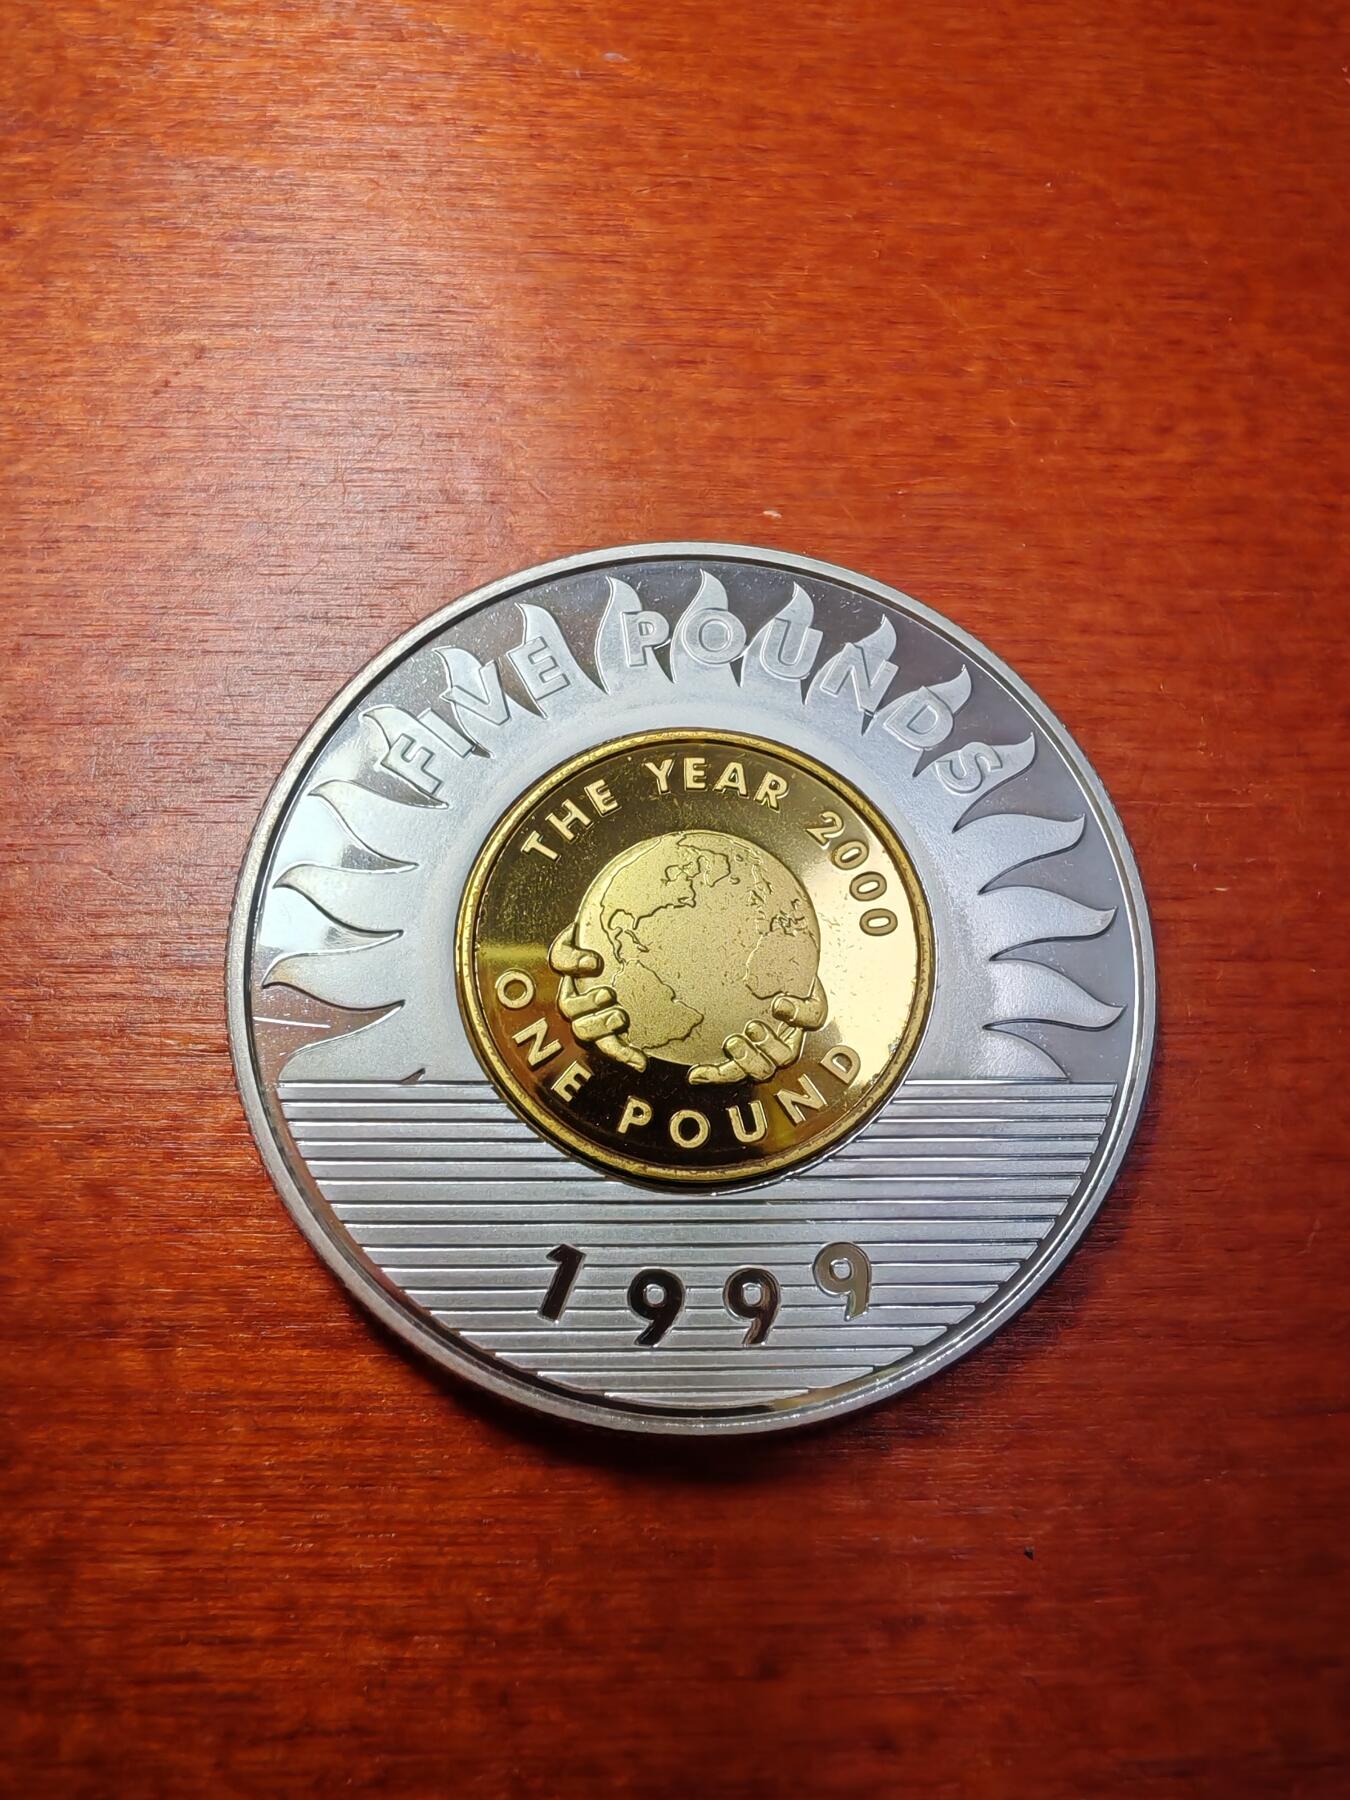 FIVE POUNDS
THE YEAR 2000
ONE POUND
1999